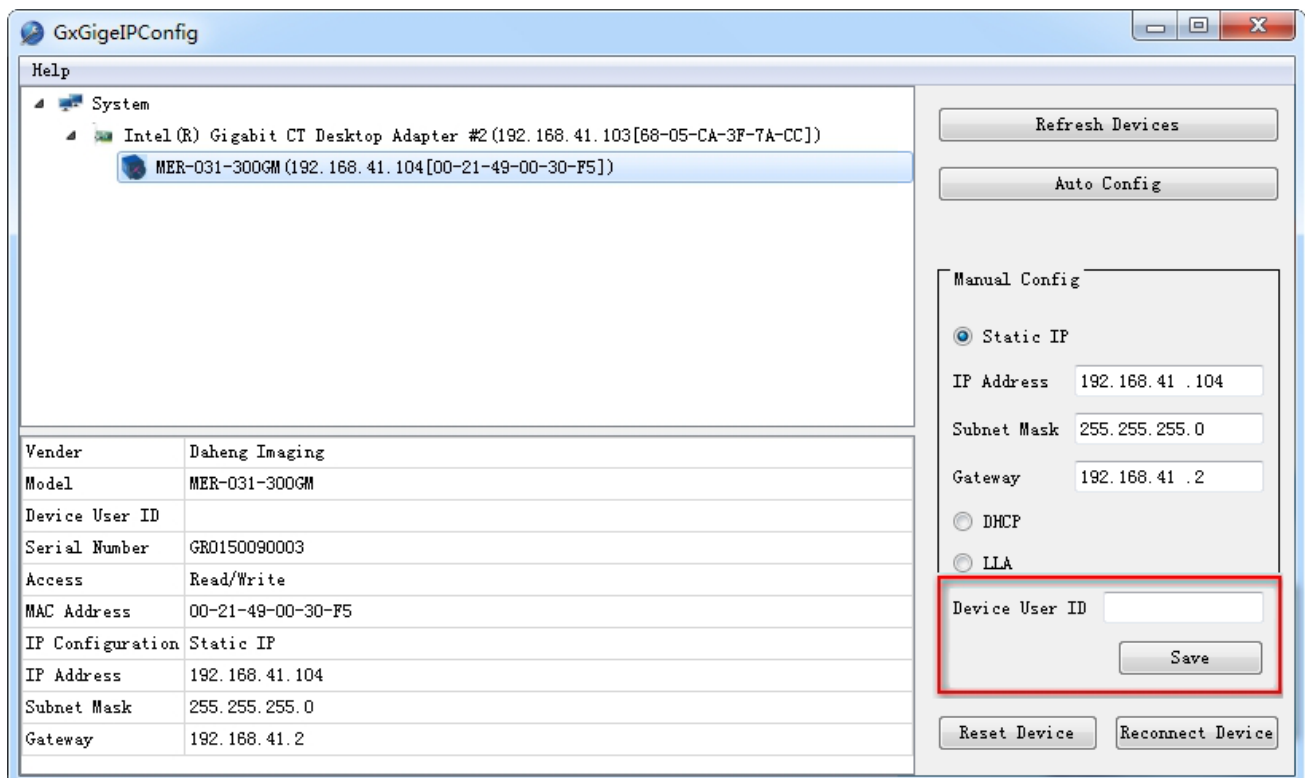 GxGigeIPConfig
Help
System
Intel(R) Gigabit CT Desktop Adapter #2(192.168.41.103[68-05-CA-3F-7A-CC])
MER-031-300GM(192.168.41.104[00-21-49-00-30-F5])
Vender Daheng Imaging
Model MER-031-300GM
Device User ID
Serial Number GR0150090003
Access Read/Write
MAC Address 00-21-49-00-30-F5
IP Configuration Static IP
IP Address 192.168.41.104
Subnet Mask 255.255.255.0
Gateway 192.168.41.2
Refresh Devices
Auto Config
Manual Config
Static IP
IP Address 192.168.41 .104
Subnet Mask 255.255.255.0
Gateway 192.168.41 .2
DHCP
LLA
Device User ID
Save
Reset Device Reconnect Device